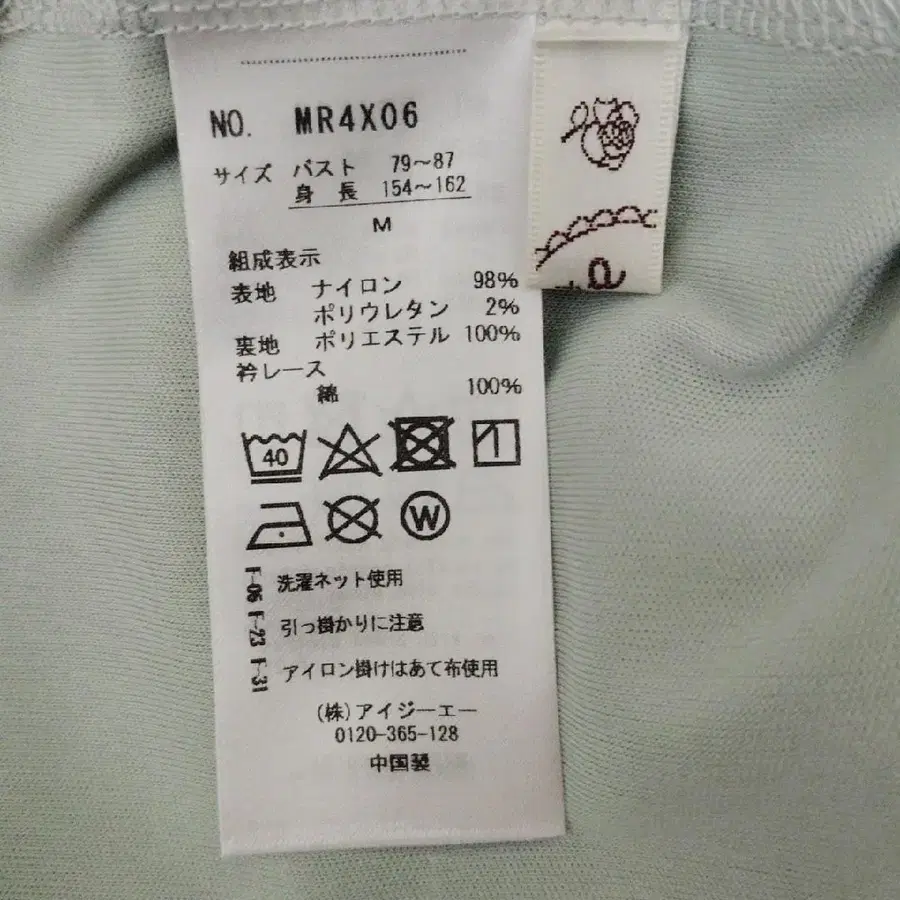 NO. MR4X06
サイズ バスト 79～87
身長 154～162
M
組成表示
表地 ナイロン 98%
ポリウレタン 2%
裏地 ポリエステル 100%
衿レース
綿 100%
40
W
F-06 洗濯ネット使用
F-23 引っ掛かりに注意
F-31 アイロン掛けはあて布使用
(株)アイジーエー
0120-365-128
中国製
a